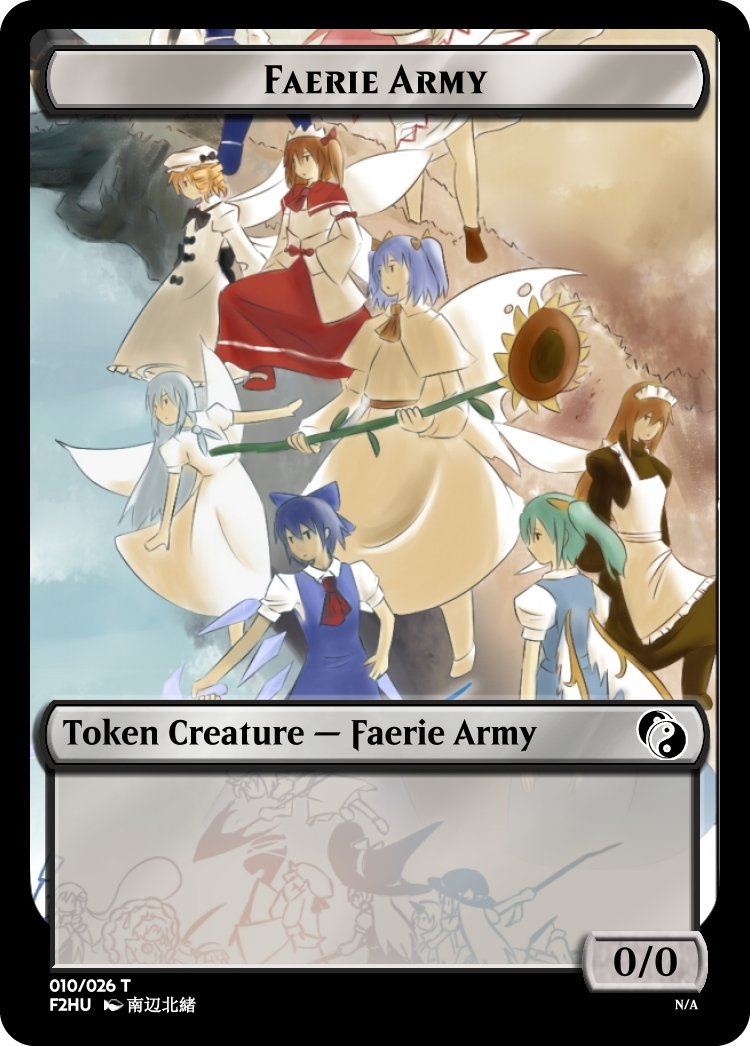 Faerie Army
Token Creature — Faerie Army
0/0
010/026 T
F2HU 南辺北緒
N/A